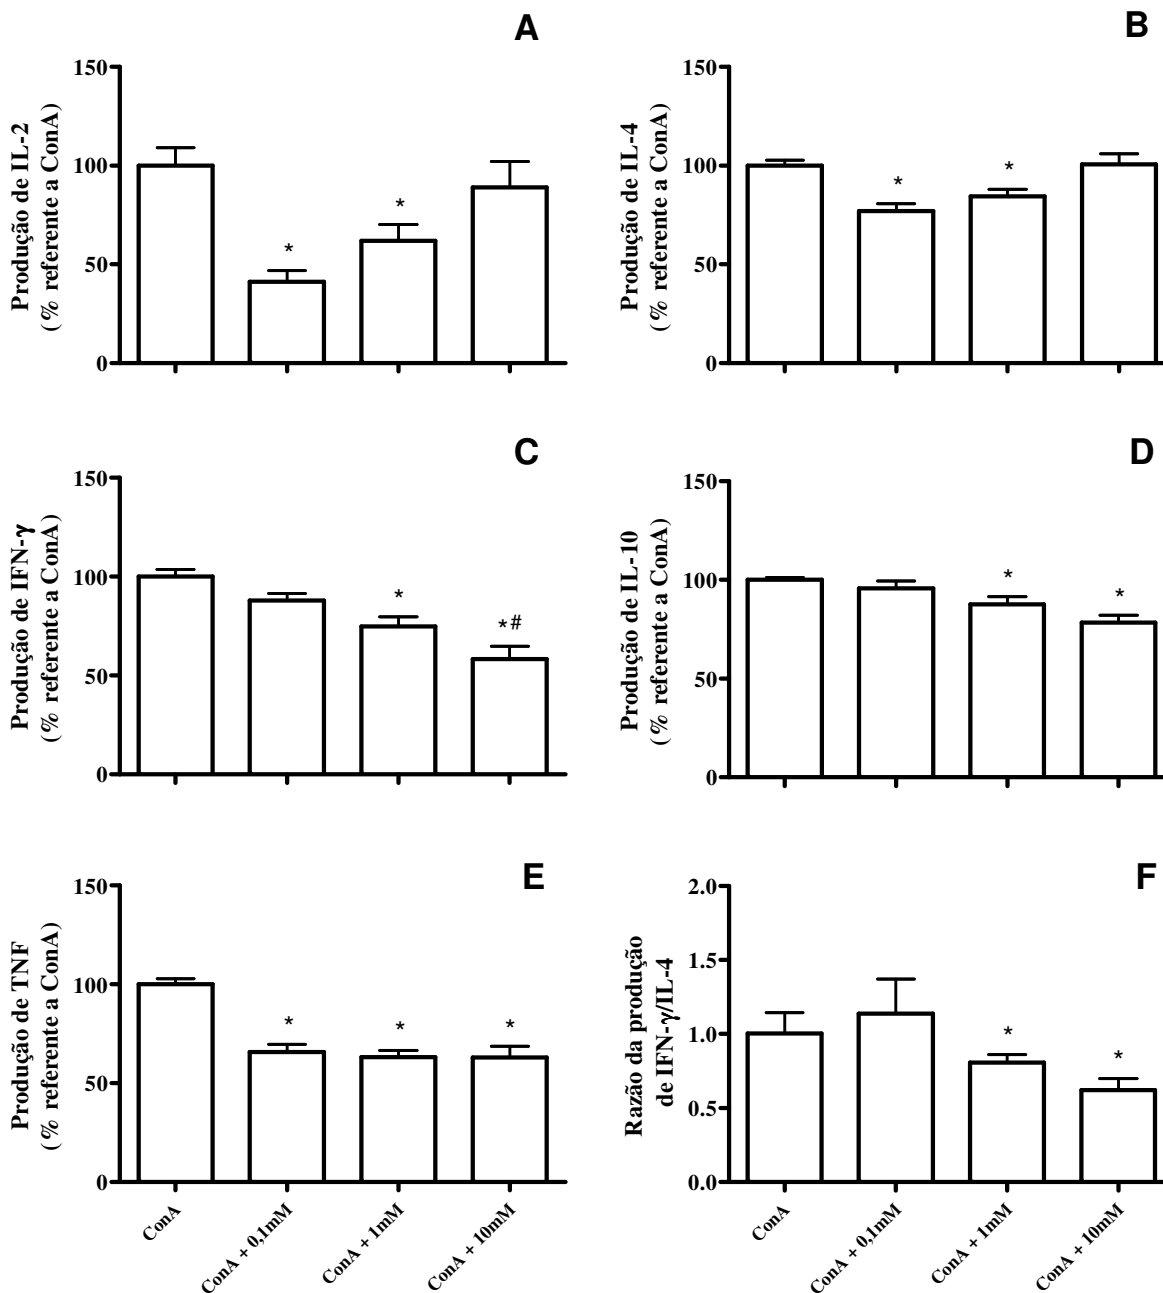 A
150
100
50
0
Produção de IL-2
(% referente a ConA)
*
*
B
150
100
50
0
Produção de IL-4
(% referente a ConA)
*
*
C
150
100
50
0
Produção de IFN-γ
(% referente a ConA)
*
*#
D
150
100
50
0
Produção de IL-10
(% referente a ConA)
*
*
E
150
100
50
0
Produção de TNF
(% referente a ConA)
*
*
*
ConA
ConA + 0,1mM
ConA + 1mM
ConA + 10mM
F
2.0
1.5
1.0
0.5
0.0
Razão da produção
de IFN-γ/IL-4
*
*
ConA
ConA + 0,1mM
ConA + 1mM
ConA + 10mM